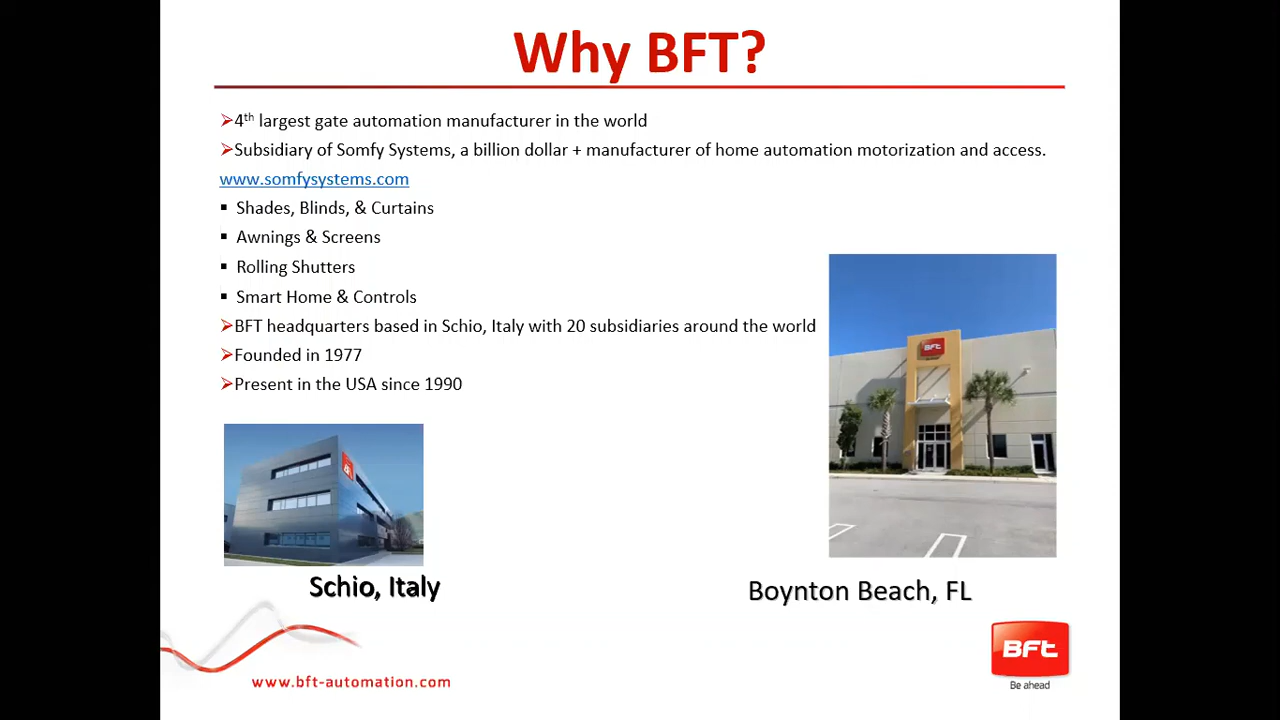 Why BFT?
➢4th largest gate automation manufacturer in the world
➢Subsidiary of Somfy Systems, a billion dollar + manufacturer of home automation motorization and access.
www.somfysystems.com
▪ Shades, Blinds, & Curtains
▪ Awnings & Screens
▪ Rolling Shutters
▪ Smart Home & Controls
➢BFT headquarters based in Schio, Italy with 20 subsidiaries around the world
➢Founded in 1977
➢Present in the USA since 1990
BFt
BFt
Schio, Italy
Boynton Beach, FL
BFt
Be ahead
www.bft-automation.com